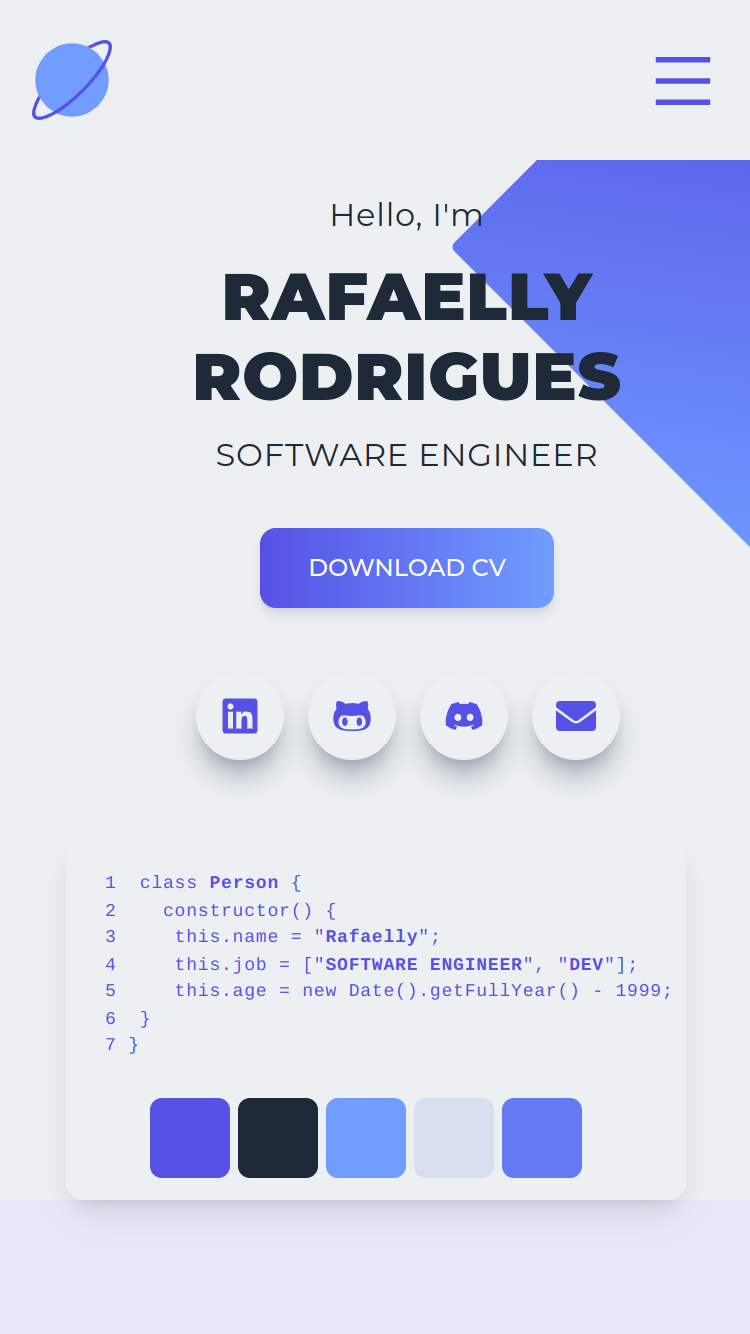 Hello, I'm
RAFAELLY
RODRIGUES
SOFTWARE ENGINEER
DOWNLOAD CV
in
1  class Person {
2    constructor() {
3     this.name = "Rafaelly";
4     this.job = ["SOFTWARE ENGINEER", "DEV"];
5     this.age = new Date().getFullYear() - 1999;
6  }
7 }